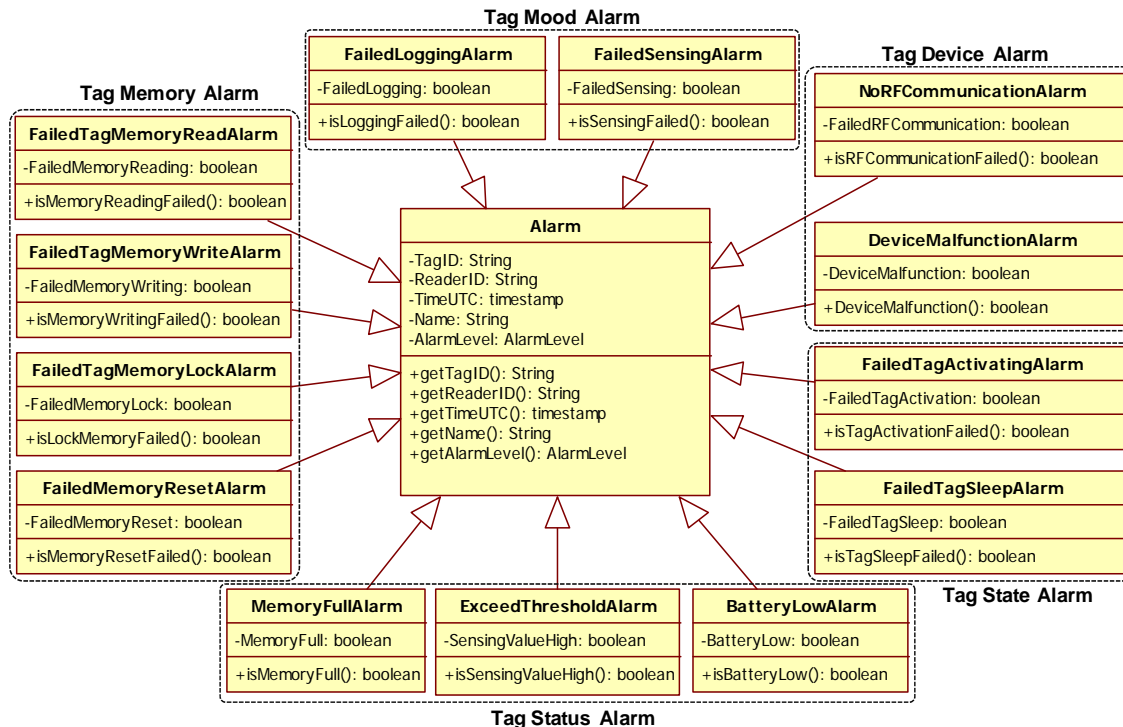 Tag Mood Alarm
FailedLoggingAlarm
-FailedLogging: boolean
+isLoggingFailed(): boolean
FailedSensingAlarm
-FailedSensing: boolean
+isSensingFailed(): boolean
Tag Device Alarm
NoRFCommunicationAlarm
-FailedRFCommunication: boolean
+isRFCommunicationFailed(): boolean
DeviceMalfunctionAlarm
-DeviceMalfunction: boolean
+DeviceMalfunction(): boolean
Tag Memory Alarm
FailedTagMemoryReadAlarm
-FailedMemoryReading: boolean
+isMemoryReadingFailed(): boolean
FailedTagMemoryWriteAlarm
-FailedMemoryWriting: boolean
+isMemoryWritingFailed(): boolean
FailedTagMemoryLockAlarm
-FailedMemoryLock: boolean
+isLockMemoryFailed(): boolean
FailedMemoryResetAlarm
-FailedMemoryReset: boolean
+isMemoryResetFailed(): boolean
Alarm
-TagID: String
-ReaderID: String
-TimeUTC: timestamp
-Name: String
-AlarmLevel: AlarmLevel
+getTagID(): String
+getReaderID(): String
+getTimeUTC(): timestamp
+getName(): String
+getAlarmLevel(): AlarmLevel
FailedTagActivatingAlarm
-FailedTagActivation: boolean
+isTagActivationFailed(): boolean
FailedTagSleepAlarm
-FailedTagSleep: boolean
+isTagSleepFailed(): boolean
Tag State Alarm
MemoryFullAlarm
-MemoryFull: boolean
+isMemoryFull(): boolean
ExceedThresholdAlarm
-SensingValueHigh: boolean
+isSensingValueHigh(): boolean
BatteryLowAlarm
-BatteryLow: boolean
+isBatteryLow(): boolean
Tag Status Alarm